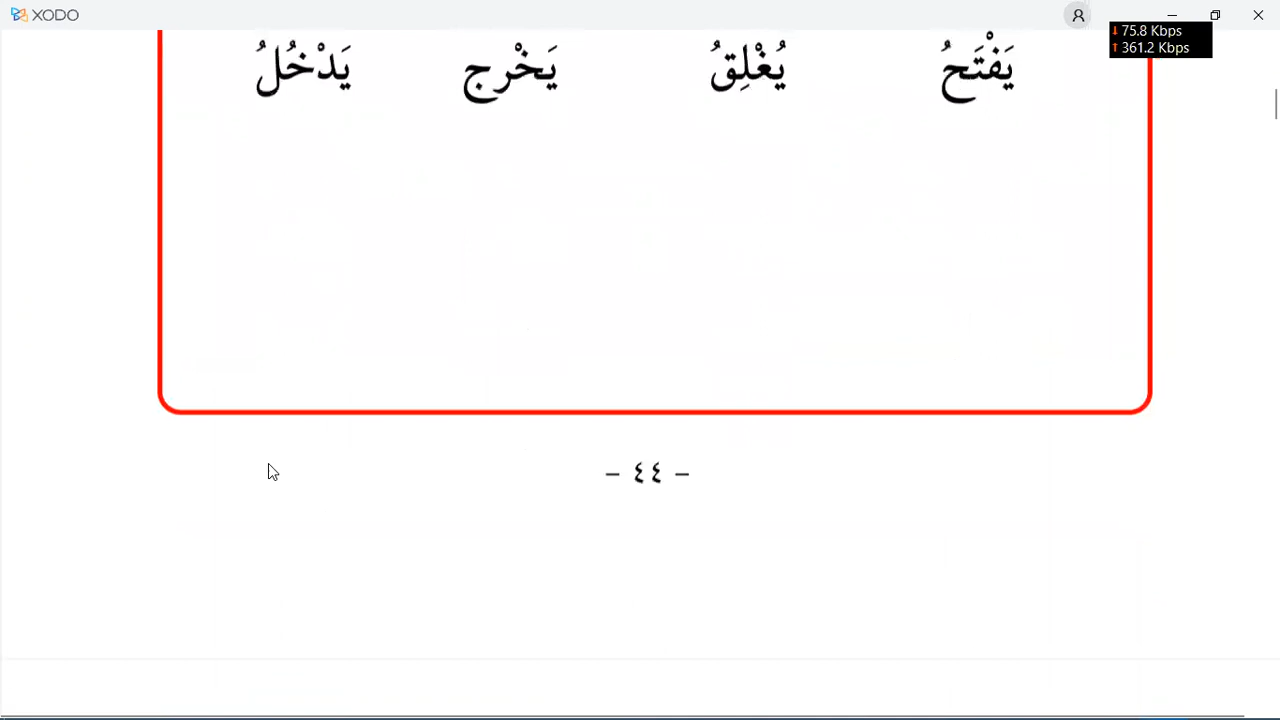 XODO
75.8 Kbps
361.2 Kbps
يَفْتَحُ يُغْلِقُ يَخْرج يَدْخُلُ
– ٤٤ –